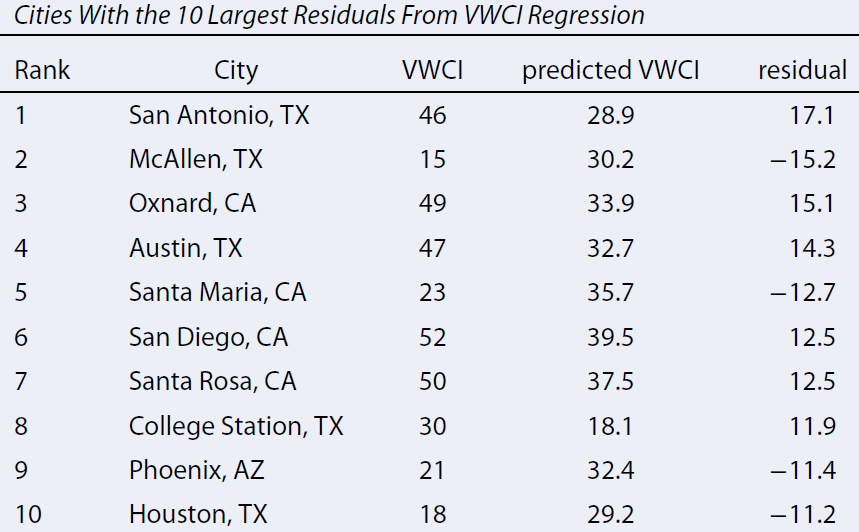 Cities With the 10 Largest Residuals From VWCI Regression
Rank City VWCI predicted VWCI residual
1 San Antonio, TX 46 28.9 17.1
2 McAllen, TX 15 30.2 −15.2
3 Oxnard, CA 49 33.9 15.1
4 Austin, TX 47 32.7 14.3
5 Santa Maria, CA 23 35.7 −12.7
6 San Diego, CA 52 39.5 12.5
7 Santa Rosa, CA 50 37.5 12.5
8 College Station, TX 30 18.1 11.9
9 Phoenix, AZ 21 32.4 −11.4
10 Houston, TX 18 29.2 −11.2